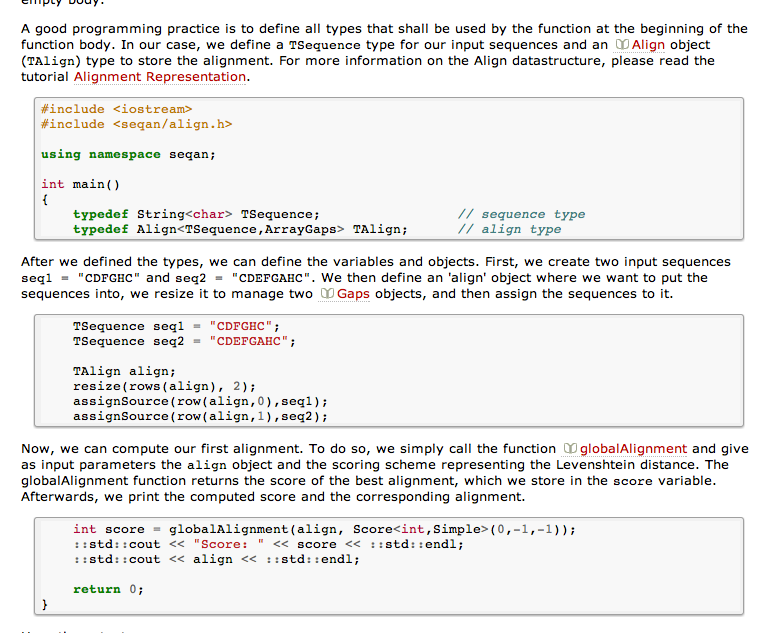 empty body.
A good programming practice is to define all types that shall be used by the function at the beginning of the
function body. In our case, we define a TSequence type for our input sequences and an Align object
(TAlign) type to store the alignment. For more information on the Align datastructure, please read the
tutorial Alignment Representation.
#include <iostream>
#include <seqan/align.h>
using namespace seqan;
int main()
{
typedef String<char> TSequence; // sequence type
typedef Align<TSequence,ArrayGaps> TAlign; // align type
After we defined the types, we can define the variables and objects. First, we create two input sequences
seq1 = "CDFGHC" and seq2 = "CDEFGAHC". We then define an 'align' object where we want to put the
sequences into, we resize it to manage two Gaps objects, and then assign the sequences to it.
TSequence seq1 = "CDFGHC";
TSequence seq2 = "CDEFGAHC";
TAlign align;
resize(rows(align), 2);
assignSource(row(align,0),seq1);
assignSource(row(align,1),seq2);
Now, we can compute our first alignment. To do so, we simply call the function globalAlignment and give
as input parameters the align object and the scoring scheme representing the Levenshtein distance. The
globalAlignment function returns the score of the best alignment, which we store in the score variable.
Afterwards, we print the computed score and the corresponding alignment.
int score = globalAlignment(align, Score<int,Simple>(0,-1,-1));
::std::cout << "Score: " << score << ::std::endl;
::std::cout << align << ::std::endl;
return 0;
}